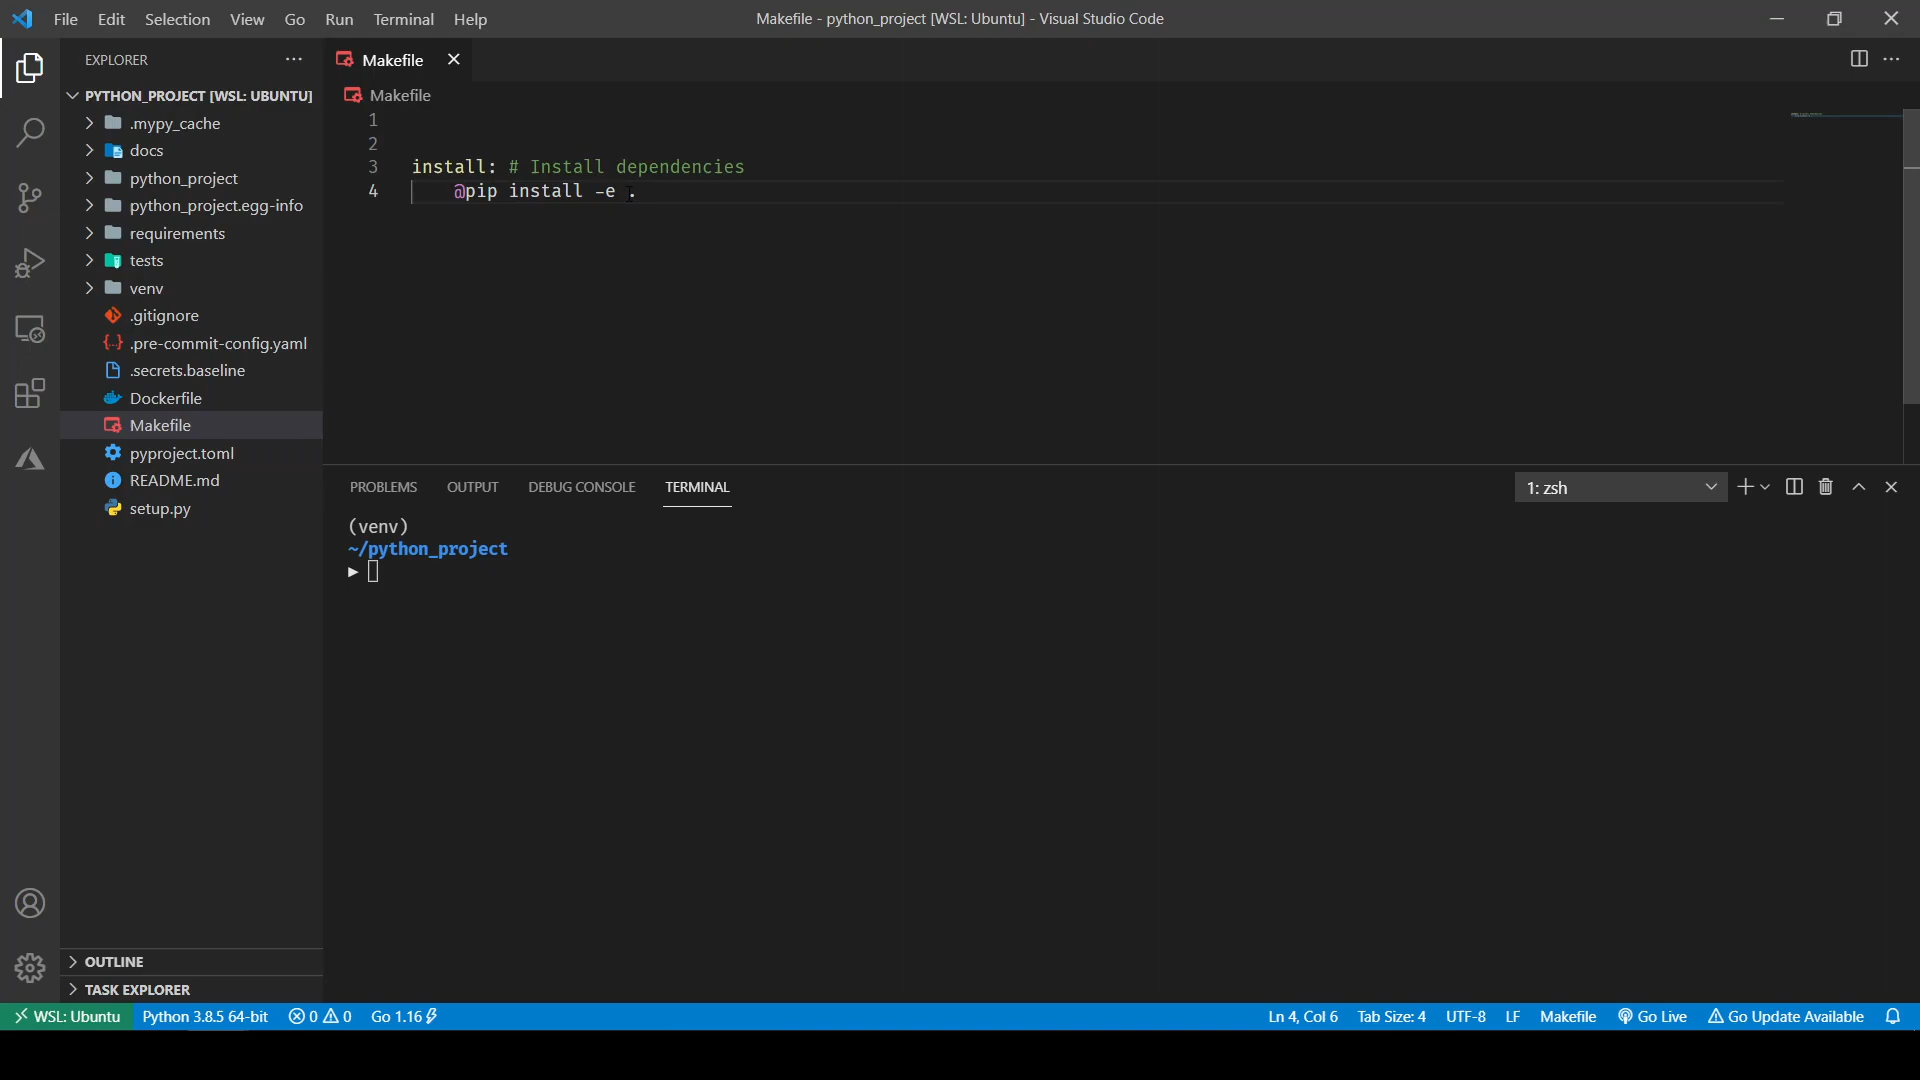 File Edit Selection View Go Run Terminal Help
Makefile - python_project [WSL: Ubuntu] - Visual Studio Code
EXPLORER
PYTHON_PROJECT [WSL: UBUNTU]
.mypy_cache
docs
python_project
python_project.egg-info
requirements
tests
venv
.gitignore
.pre-commit-config.yaml
.secrets.baseline
Dockerfile
Makefile
pyproject.toml
README.md
setup.py
OUTLINE
TASK EXPLORER
Makefile
Makefile
1
2
3 install: # Install dependencies
4 @pip install -e .
PROBLEMS OUTPUT DEBUG CONSOLE TERMINAL
1: zsh
(venv)
~/python_project
WSL: Ubuntu Python 3.8.5 64-bit 0 0 Go 1.16 Ln 4, Col 6 Tab Size: 4 UTF-8 LF Makefile Go Live Go Update Available